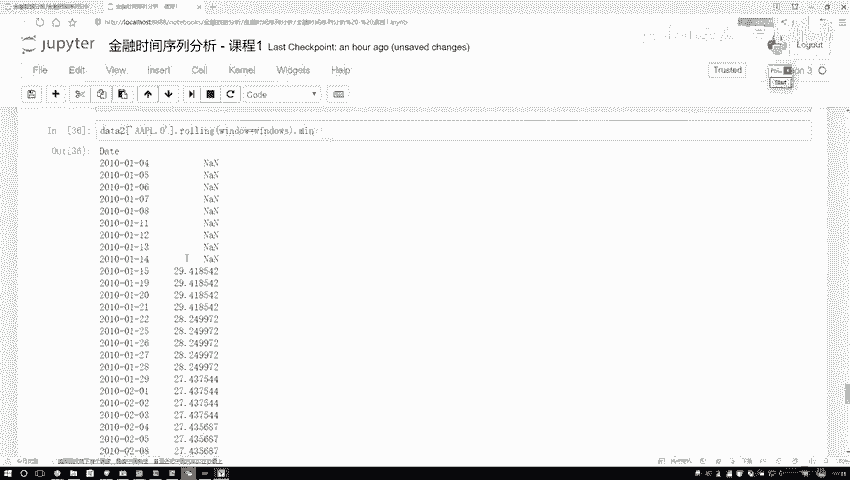 jupyter 金融时间序列分析 - 课程1 Last Checkpoint: an hour ago (unsaved changes)
Logout
File Edit View Insert Cell Kernel Widgets Help
Trusted
Code
In [36]: data2['AAPL.O'].rolling(window=windows).min
Out[36]: Date
2010-01-04 NaN
2010-01-05 NaN
2010-01-06 NaN
2010-01-07 NaN
2010-01-08 NaN
2010-01-11 NaN
2010-01-12 NaN
2010-01-13 NaN
2010-01-14 NaN
2010-01-15 29.418542
2010-01-19 29.418542
2010-01-20 29.418542
2010-01-21 29.418542
2010-01-22 28.249972
2010-01-25 28.249972
2010-01-26 28.249972
2010-01-27 28.249972
2010-01-28 28.249972
2010-01-29 27.437544
2010-02-01 27.437544
2010-02-02 27.437544
2010-02-03 27.437544
2010-02-04 27.435687
2010-02-05 27.435687
2010-02-08 27.435687